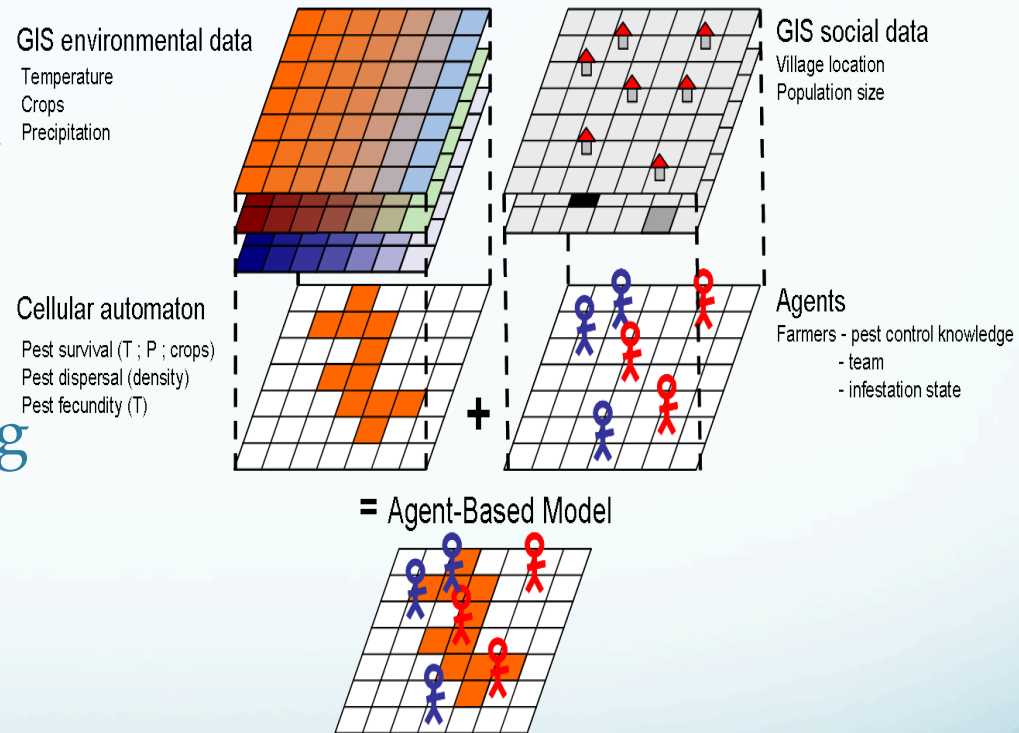 GIS environmental data
Temperature
Crops
Precipitation
GIS social data
Village location
Population size
Cellular automaton
Pest survival (T ; P ; crops)
Pest dispersal (density)
Pest fecundity (T)
g
+
Agents
Farmers - pest control knowledge
- team
- infestation state
= Agent-Based Model